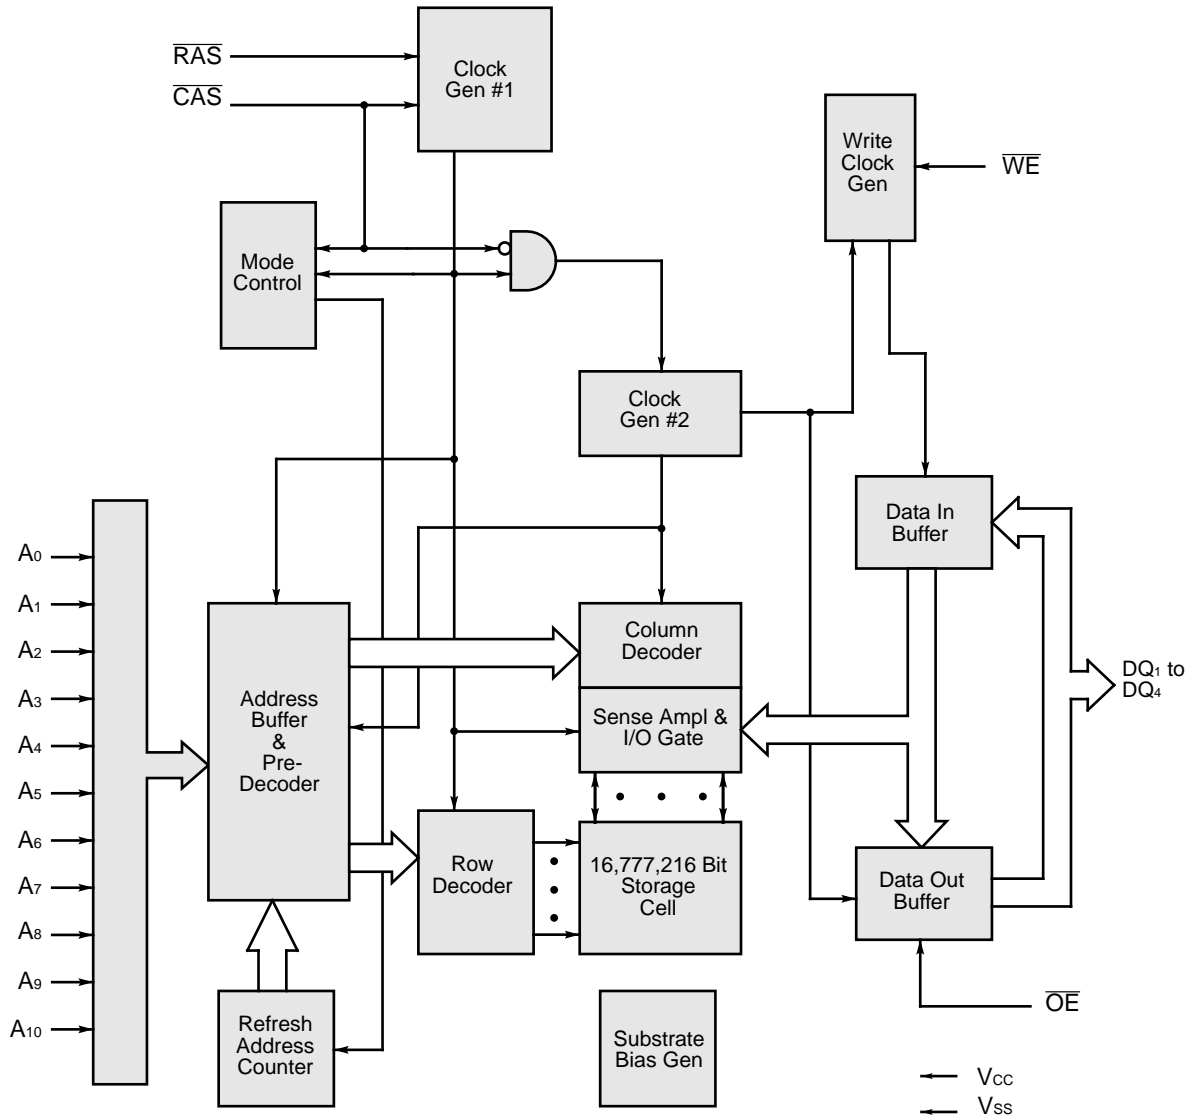 RAS
CAS
Clock
Gen #1
Write
Clock
Gen
WE
Mode
Control
Clock
Gen #2
Data In
Buffer
A0
A1
A2
A3
A4
A5
A6
A7
A8
A9
A10
Address
Buffer
&
Pre-
Decoder
Column
Decoder
Sense Ampl &
I/O Gate
DQ1 to
DQ4
Row
Decoder
16,777,216 Bit
Storage
Cell
Data Out
Buffer
Refresh
Address
Counter
Substrate
Bias Gen
OE
VCC
VSS